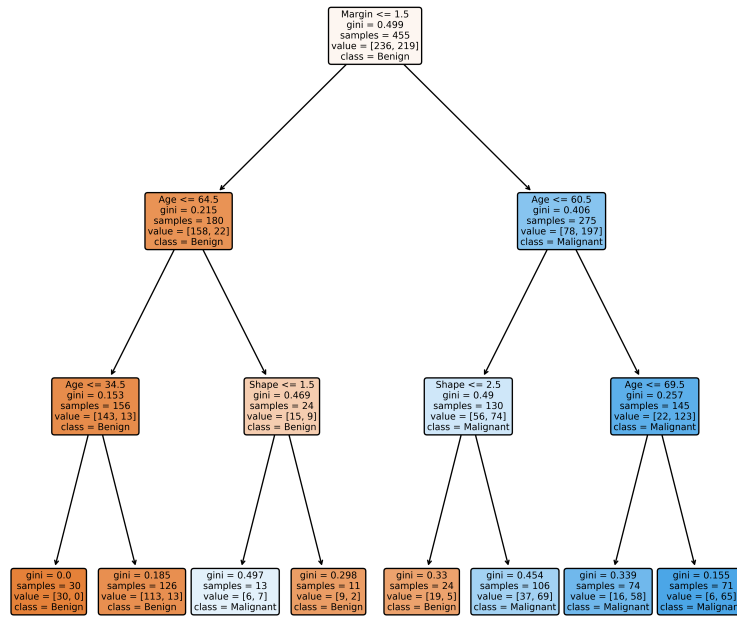 Margin <= 1.5
gini = 0.499
samples = 455
value = [236, 219]
class = Benign
Age <= 64.5
gini = 0.215
samples = 180
value = [158, 22]
class = Benign
Age <= 60.5
gini = 0.406
samples = 275
value = [78, 197]
class = Malignant
Age <= 34.5
gini = 0.153
samples = 156
value = [143, 13]
class = Benign
Shape <= 1.5
gini = 0.469
samples = 24
value = [15, 9]
class = Benign
Shape <= 2.5
gini = 0.49
samples = 130
value = [56, 74]
class = Malignant
Age <= 69.5
gini = 0.257
samples = 145
value = [22, 123]
class = Malignant
gini = 0.0
samples = 30
value = [30, 0]
class = Benign
gini = 0.185
samples = 126
value = [113, 13]
class = Benign
gini = 0.497
samples = 13
value = [6, 7]
class = Malignant
gini = 0.298
samples = 11
value = [9, 2]
class = Benign
gini = 0.33
samples = 24
value = [19, 5]
class = Benign
gini = 0.454
samples = 106
value = [37, 69]
class = Malignant
gini = 0.339
samples = 74
value = [16, 58]
class = Malignant
gini = 0.155
samples = 71
value = [6, 65]
class = Malignant